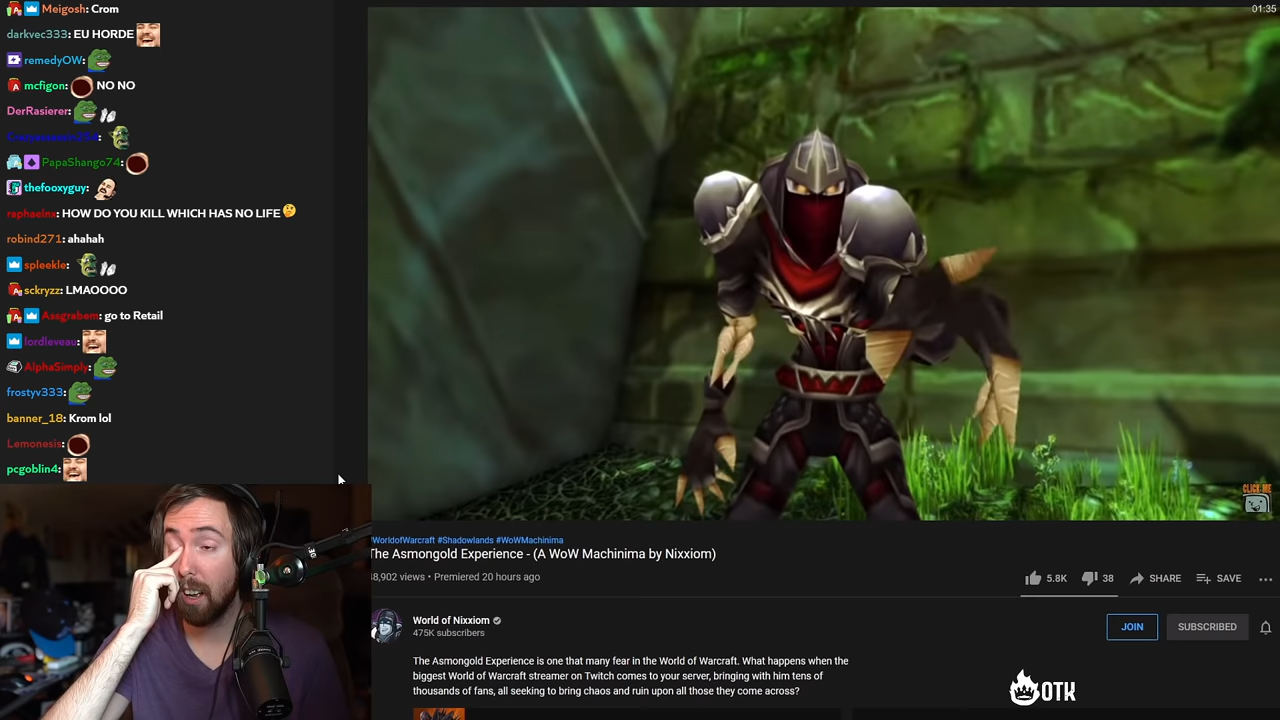 Meigosh: Crom
darkvec333: EU HORDE
remedyOW:
mcfigon: NO NO
DerRasierer:
PapaShango74:
thefooxyguy:
raphaelnx: HOW DO YOU KILL WHICH HAS NO LIFE
robind271: ahahah
spleekle:
sckryzz: LMAOOOO
Assgrabem: go to Retail
lordleveau:
AlphaSimply:
frostyv333:
banner_18: Krom lol
Lemonesis:
pcgoblin4:
01:35
CLICK ME
#WorldofWarcraft #Shadowlands #WoWMachinima
The Asmongold Experience - (A WoW Machinima by Nixxiom)
8,902 views • Premiered 20 hours ago
5.8K
38
SHARE
SAVE
World of Nixxiom
475K subscribers
JOIN
SUBSCRIBED
The Asmongold Experience is one that many fear in the World of Warcraft. What happens when the
biggest World of Warcraft streamer on Twitch comes to your server, bringing with him tens of
thousands of fans, all seeking to bring chaos and ruin upon all those they come across?
OTK